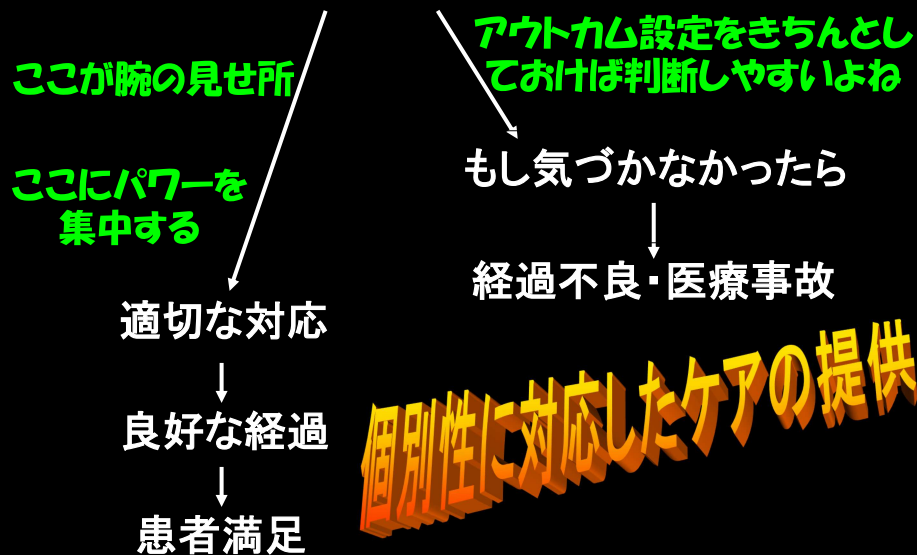 アウトカム設定をきちんとし
ておけば判断しやすいよね
ここが腕の見せ所
もし気づかなかったら
ここにパワーを
集中する
経過不良・医療事故
適切な対応
個別性に対応したケアの提供
良好な経過
患者満足